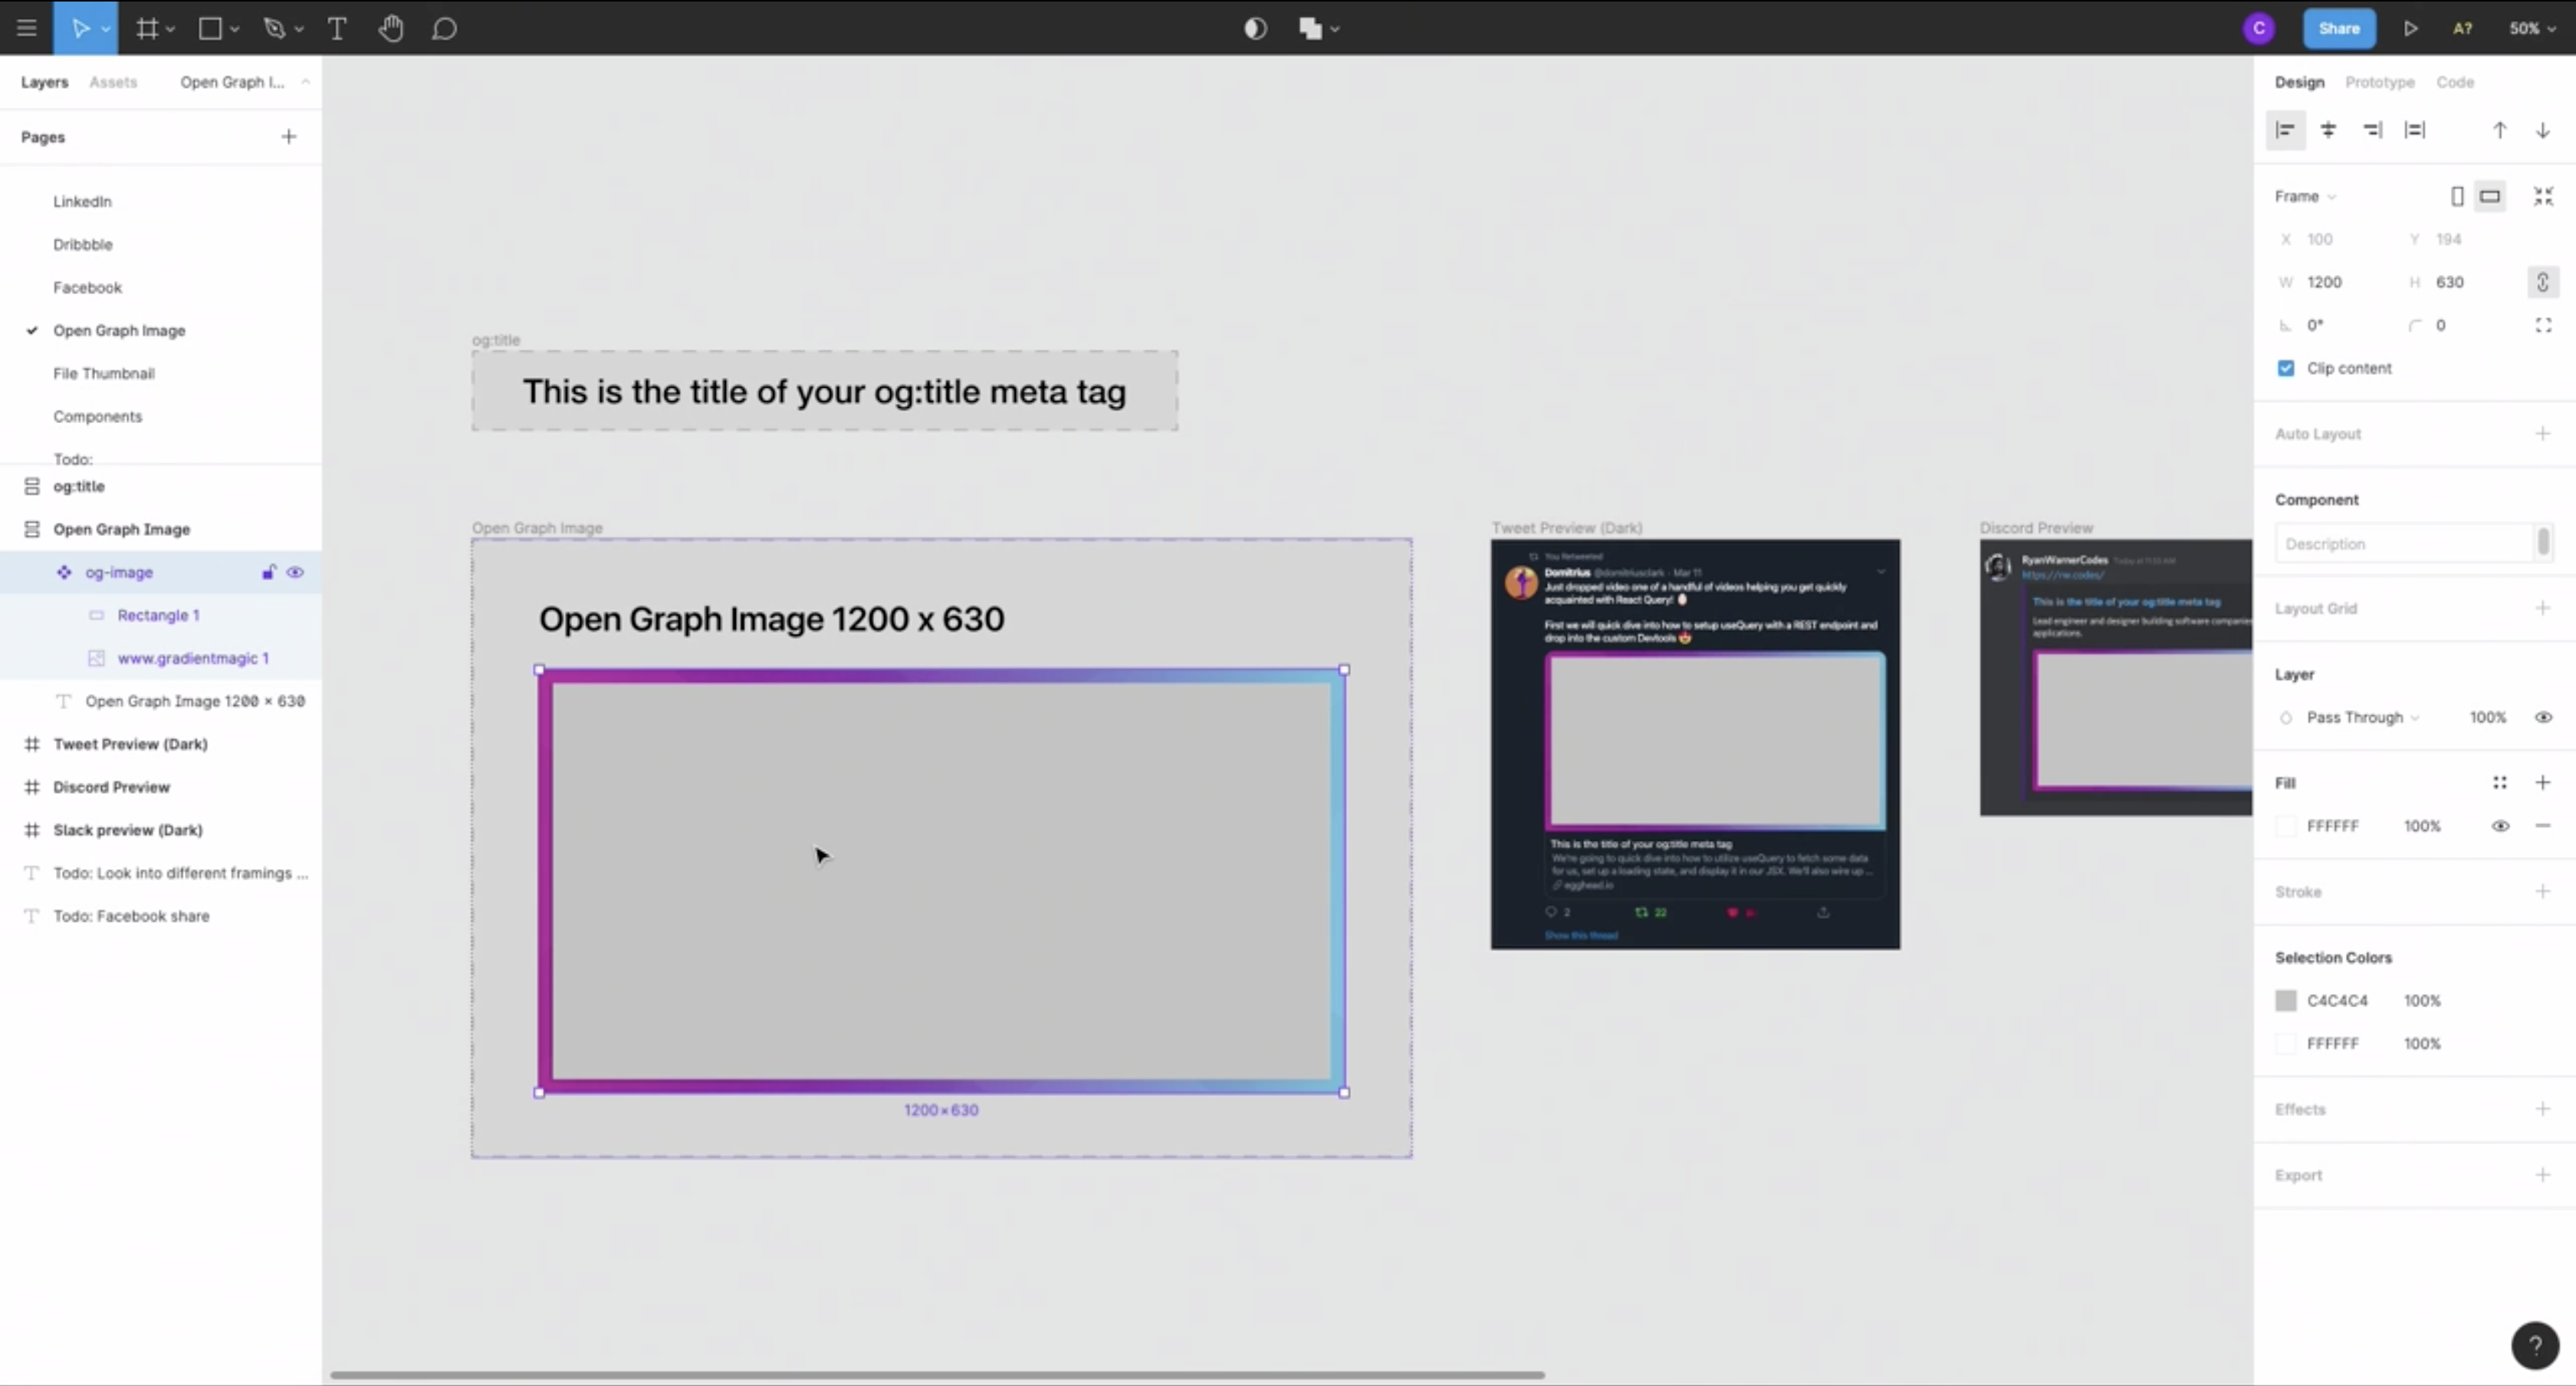 C
Share
A?
50%
Layers
Assets
Open Graph I...
Pages
LinkedIn
Dribbble
Facebook
Open Graph Image
File Thumbnail
Components
Todo:
og:title
Open Graph Image
og-image
Rectangle 1
www.gradientmagic 1
Open Graph Image 1200 × 630
Tweet Preview (Dark)
Discord Preview
Slack preview (Dark)
Todo: Look into different framings ...
Todo: Facebook share
og:title
This is the title of your og:title meta tag
Open Graph Image
Open Graph Image 1200 x 630
1200 × 630
Tweet Preview (Dark)
You Retweeted
Domitrius @domitriusclark · Mar 11
Just dropped video one of a handful of videos helping you get quickly
acquainted with React Query!
First we will quick dive into how to setup useQuery with a REST endpoint and
drop into the custom Devtools
This is the title of your og:title meta tag
We're going to quick dive into how to utilize useQuery to fetch some data
for us, set up a loading state, and display it in our JSX. We'll also wire up ...
egghead.io
2
22
Show this thread
Discord Preview
RyanWarnerCodes Today at 11:55 AM
https://rw.codes/
This is the title of your og:title meta tag
Lead engineer and designer building software companies
applications.
Design
Prototype
Code
Frame
X 100
Y 194
W 1200
H 630
0°
0
Clip content
Auto Layout
Component
Description
Layout Grid
Layer
Pass Through
100%
Fill
FFFFFF
100%
Stroke
Selection Colors
C4C4C4
100%
FFFFFF
100%
Effects
Export
?